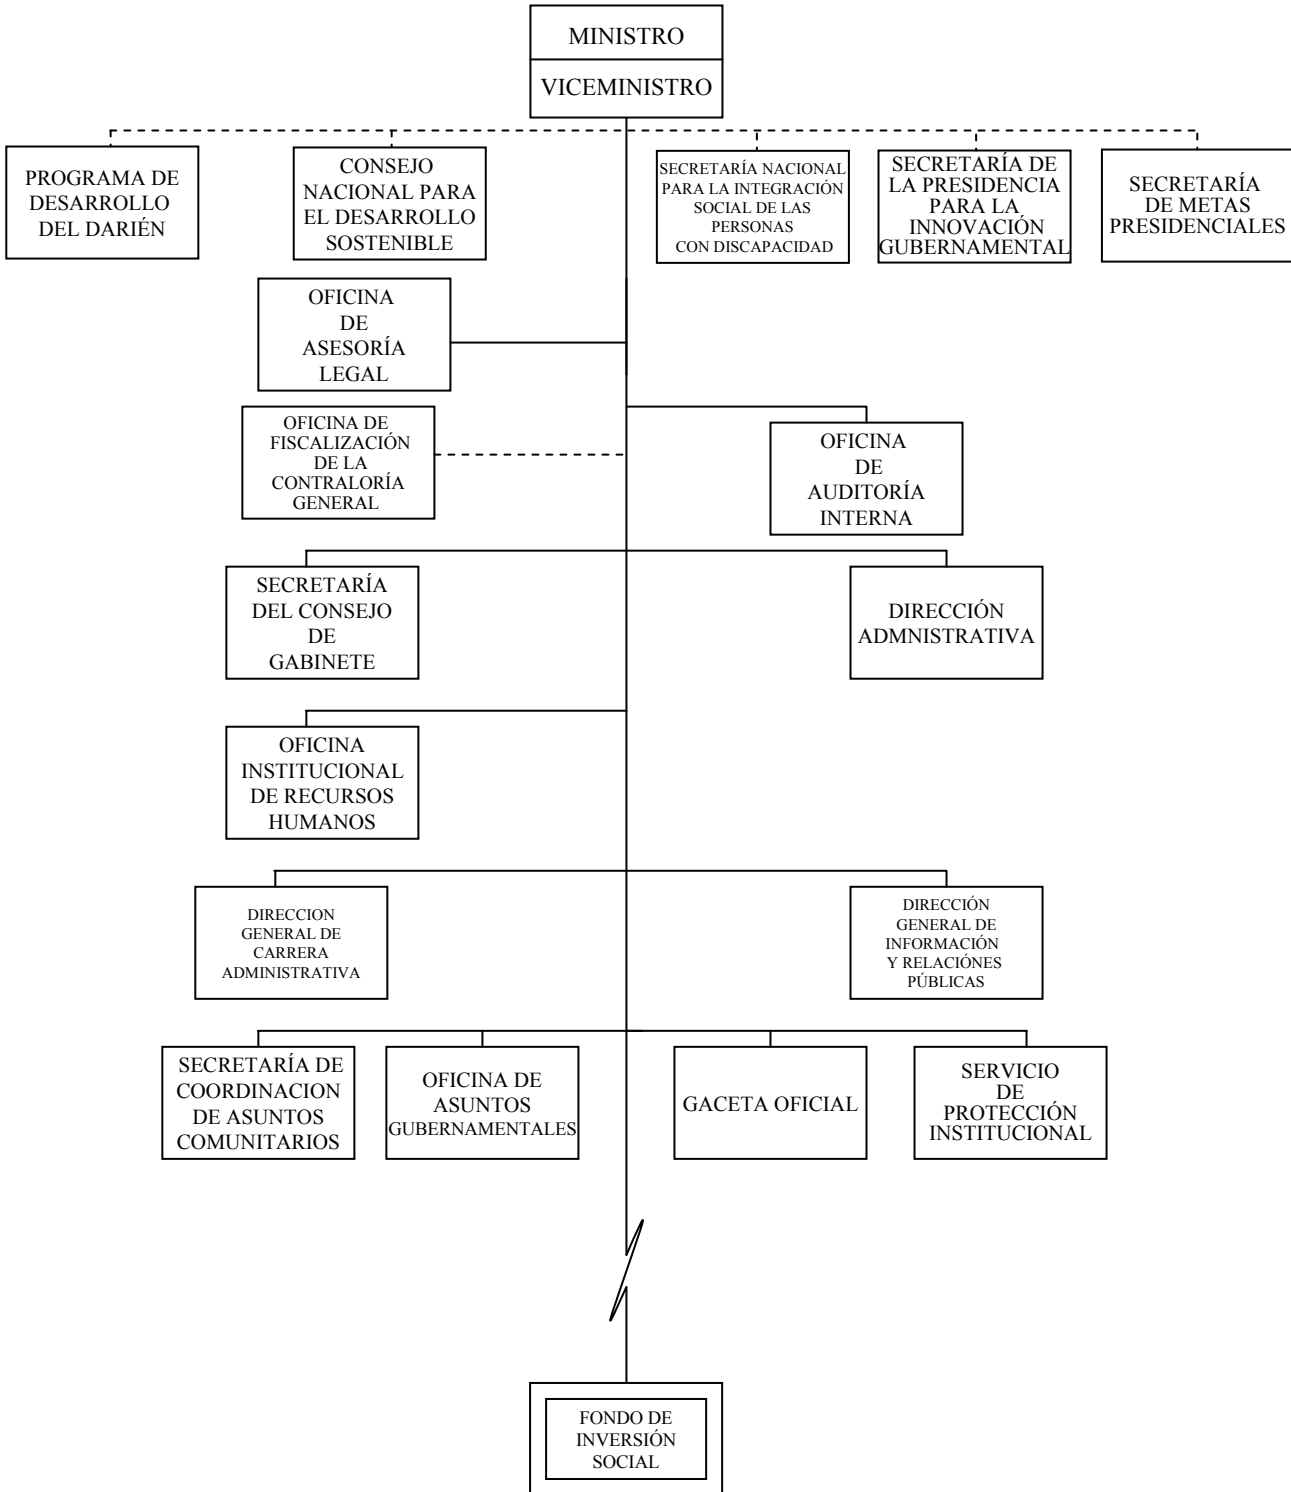 MINISTRO
VICEMINISTRO
PROGRAMA DE
DESARROLLO
DEL DARIÉN
CONSEJO
NACIONAL PARA
EL DESARROLLO
SOSTENIBLE
SECRETARÍA NACIONAL
PARA LA INTEGRACIÓN
SOCIAL DE LAS
PERSONAS
CON DISCAPACIDAD
SECRETARÍA DE
LA PRESIDENCIA
PARA LA
INNOVACIÓN
GUBERNAMENTAL
SECRETARÍA
DE METAS
PRESIDENCIALES
OFICINA
DE
ASESORÍA
LEGAL
OFICINA DE
FISCALIZACIÓN
DE LA
CONTRALORÍA
GENERAL
OFICINA
DE
AUDITORÍA
INTERNA
SECRETARÍA
DEL CONSEJO
DE
GABINETE
DIRECCIÓN
ADMNISTRATIVA
OFICINA
INSTITUCIONAL
DE RECURSOS
HUMANOS
DIRECCION
GENERAL DE
CARRERA
ADMINISTRATIVA
DIRECCIÓN
GENERAL DE
INFORMACIÓN
Y RELACIÓNES
PÚBLICAS
SECRETARÍA DE
COORDINACION
DE ASUNTOS
COMUNITARIOS
OFICINA DE
ASUNTOS
GUBERNAMENTALES
GACETA OFICIAL
SERVICIO
DE
PROTECCIÓN
INSTITUCIONAL
FONDO DE
INVERSIÓN
SOCIAL